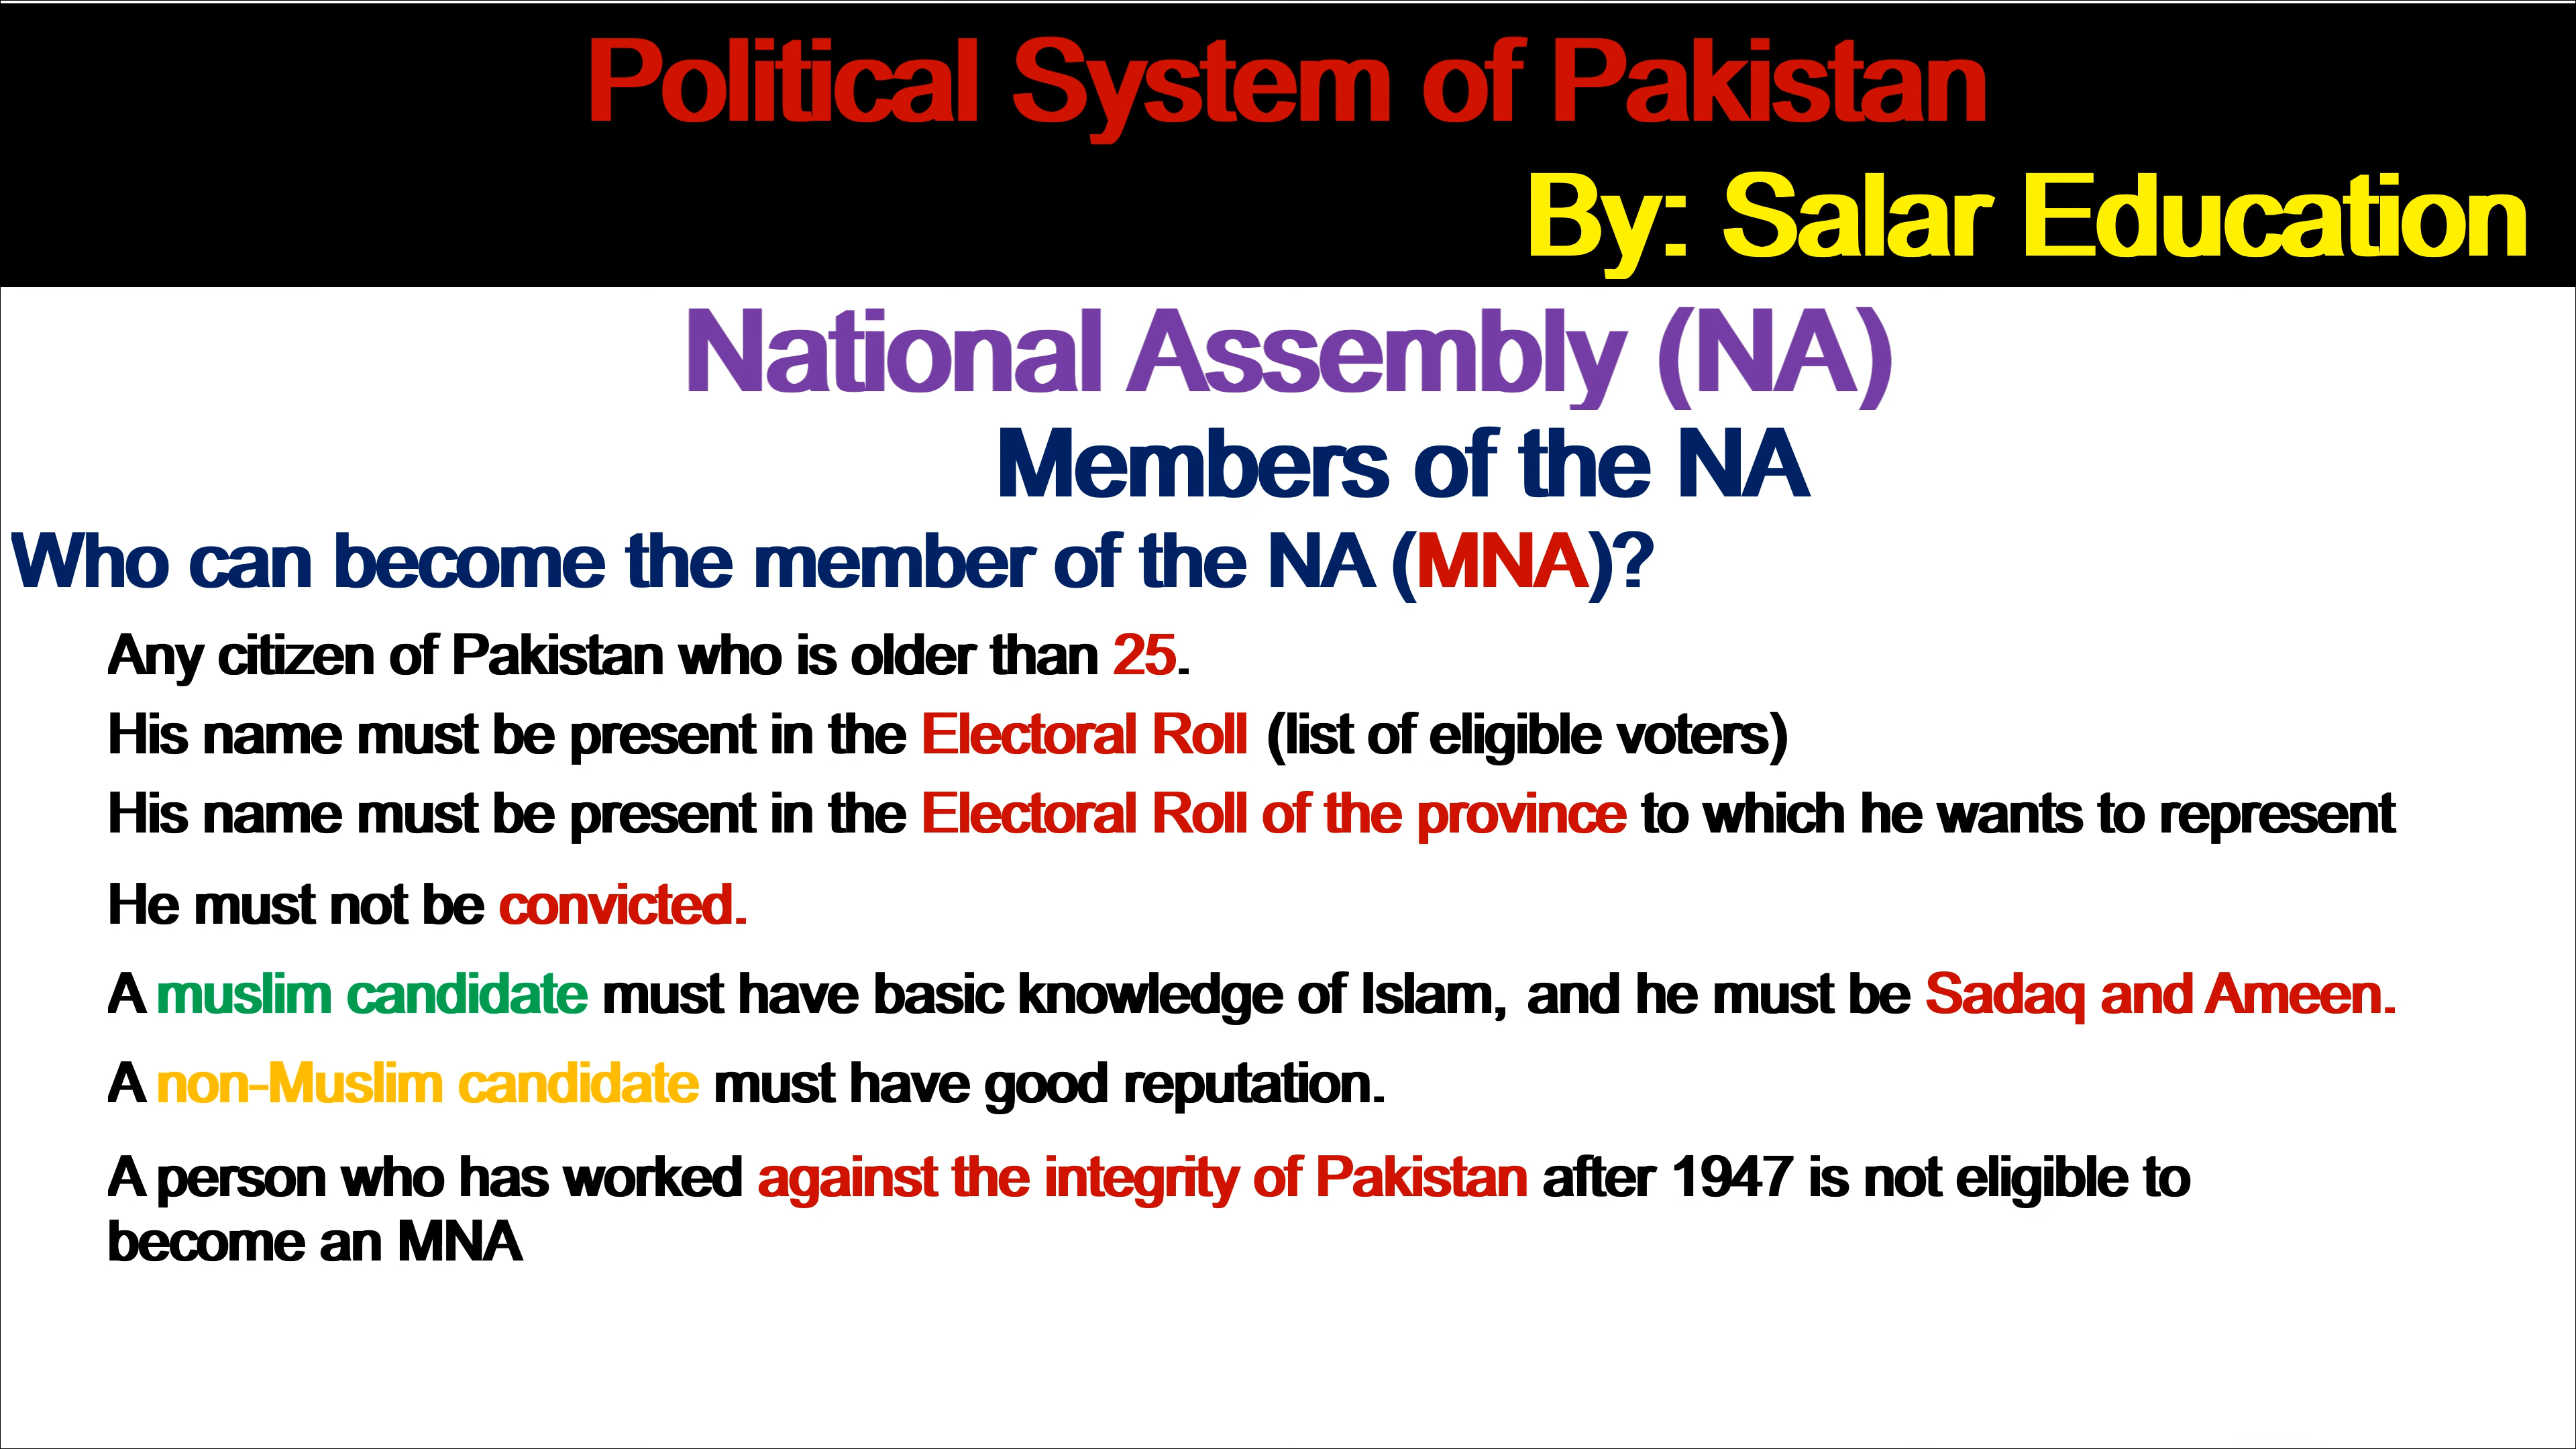 Political System of Pakistan
By: Salar Education
National Assembly (NA)
Members of the NA
Who can become the member of the NA (MNA)?
Any citizen of Pakistan who is older than 25.
His name must be present in the Electoral Roll (list of eligible voters)
His name must be present in the Electoral Roll of the province to which he wants to represent
He must not be convicted.
A muslim candidate must have basic knowledge of Islam, and he must be Sadaq and Ameen.
A non-Muslim candidate must have good reputation.
A person who has worked against the integrity of Pakistan after 1947 is not eligible to
become an MNA